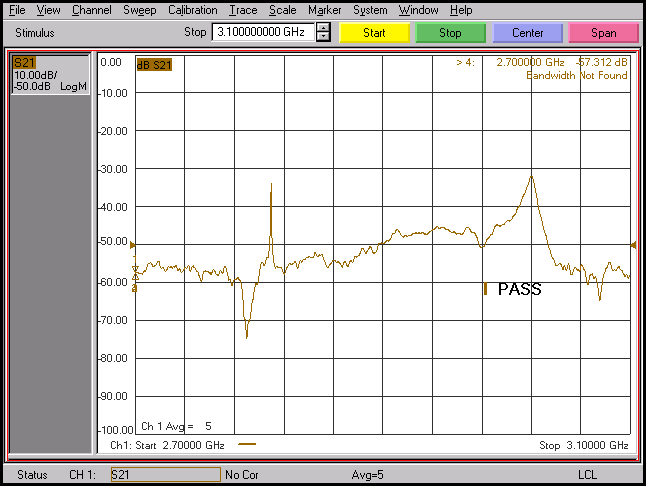 File View Channel Sweep Calibration Trace Scale Marker System Window Help
Stimulus Stop 3.100000000 GHz Start Stop Center Span
S21
10.00dB/
-50.0dB LogM
dB S21
> 4: 2.700000 GHz -57.312 dB
Bandwidth Not Found
0.00
-10.00
-20.00
-30.00
-40.00
-50.00
-60.00
-70.00
-80.00
-90.00
-100.00
PASS
Ch 1 Avg = 5
Ch1: Start 2.70000 GHz
Stop 3.10000 GHz
Status CH 1: S21 No Cor Avg=5 LCL